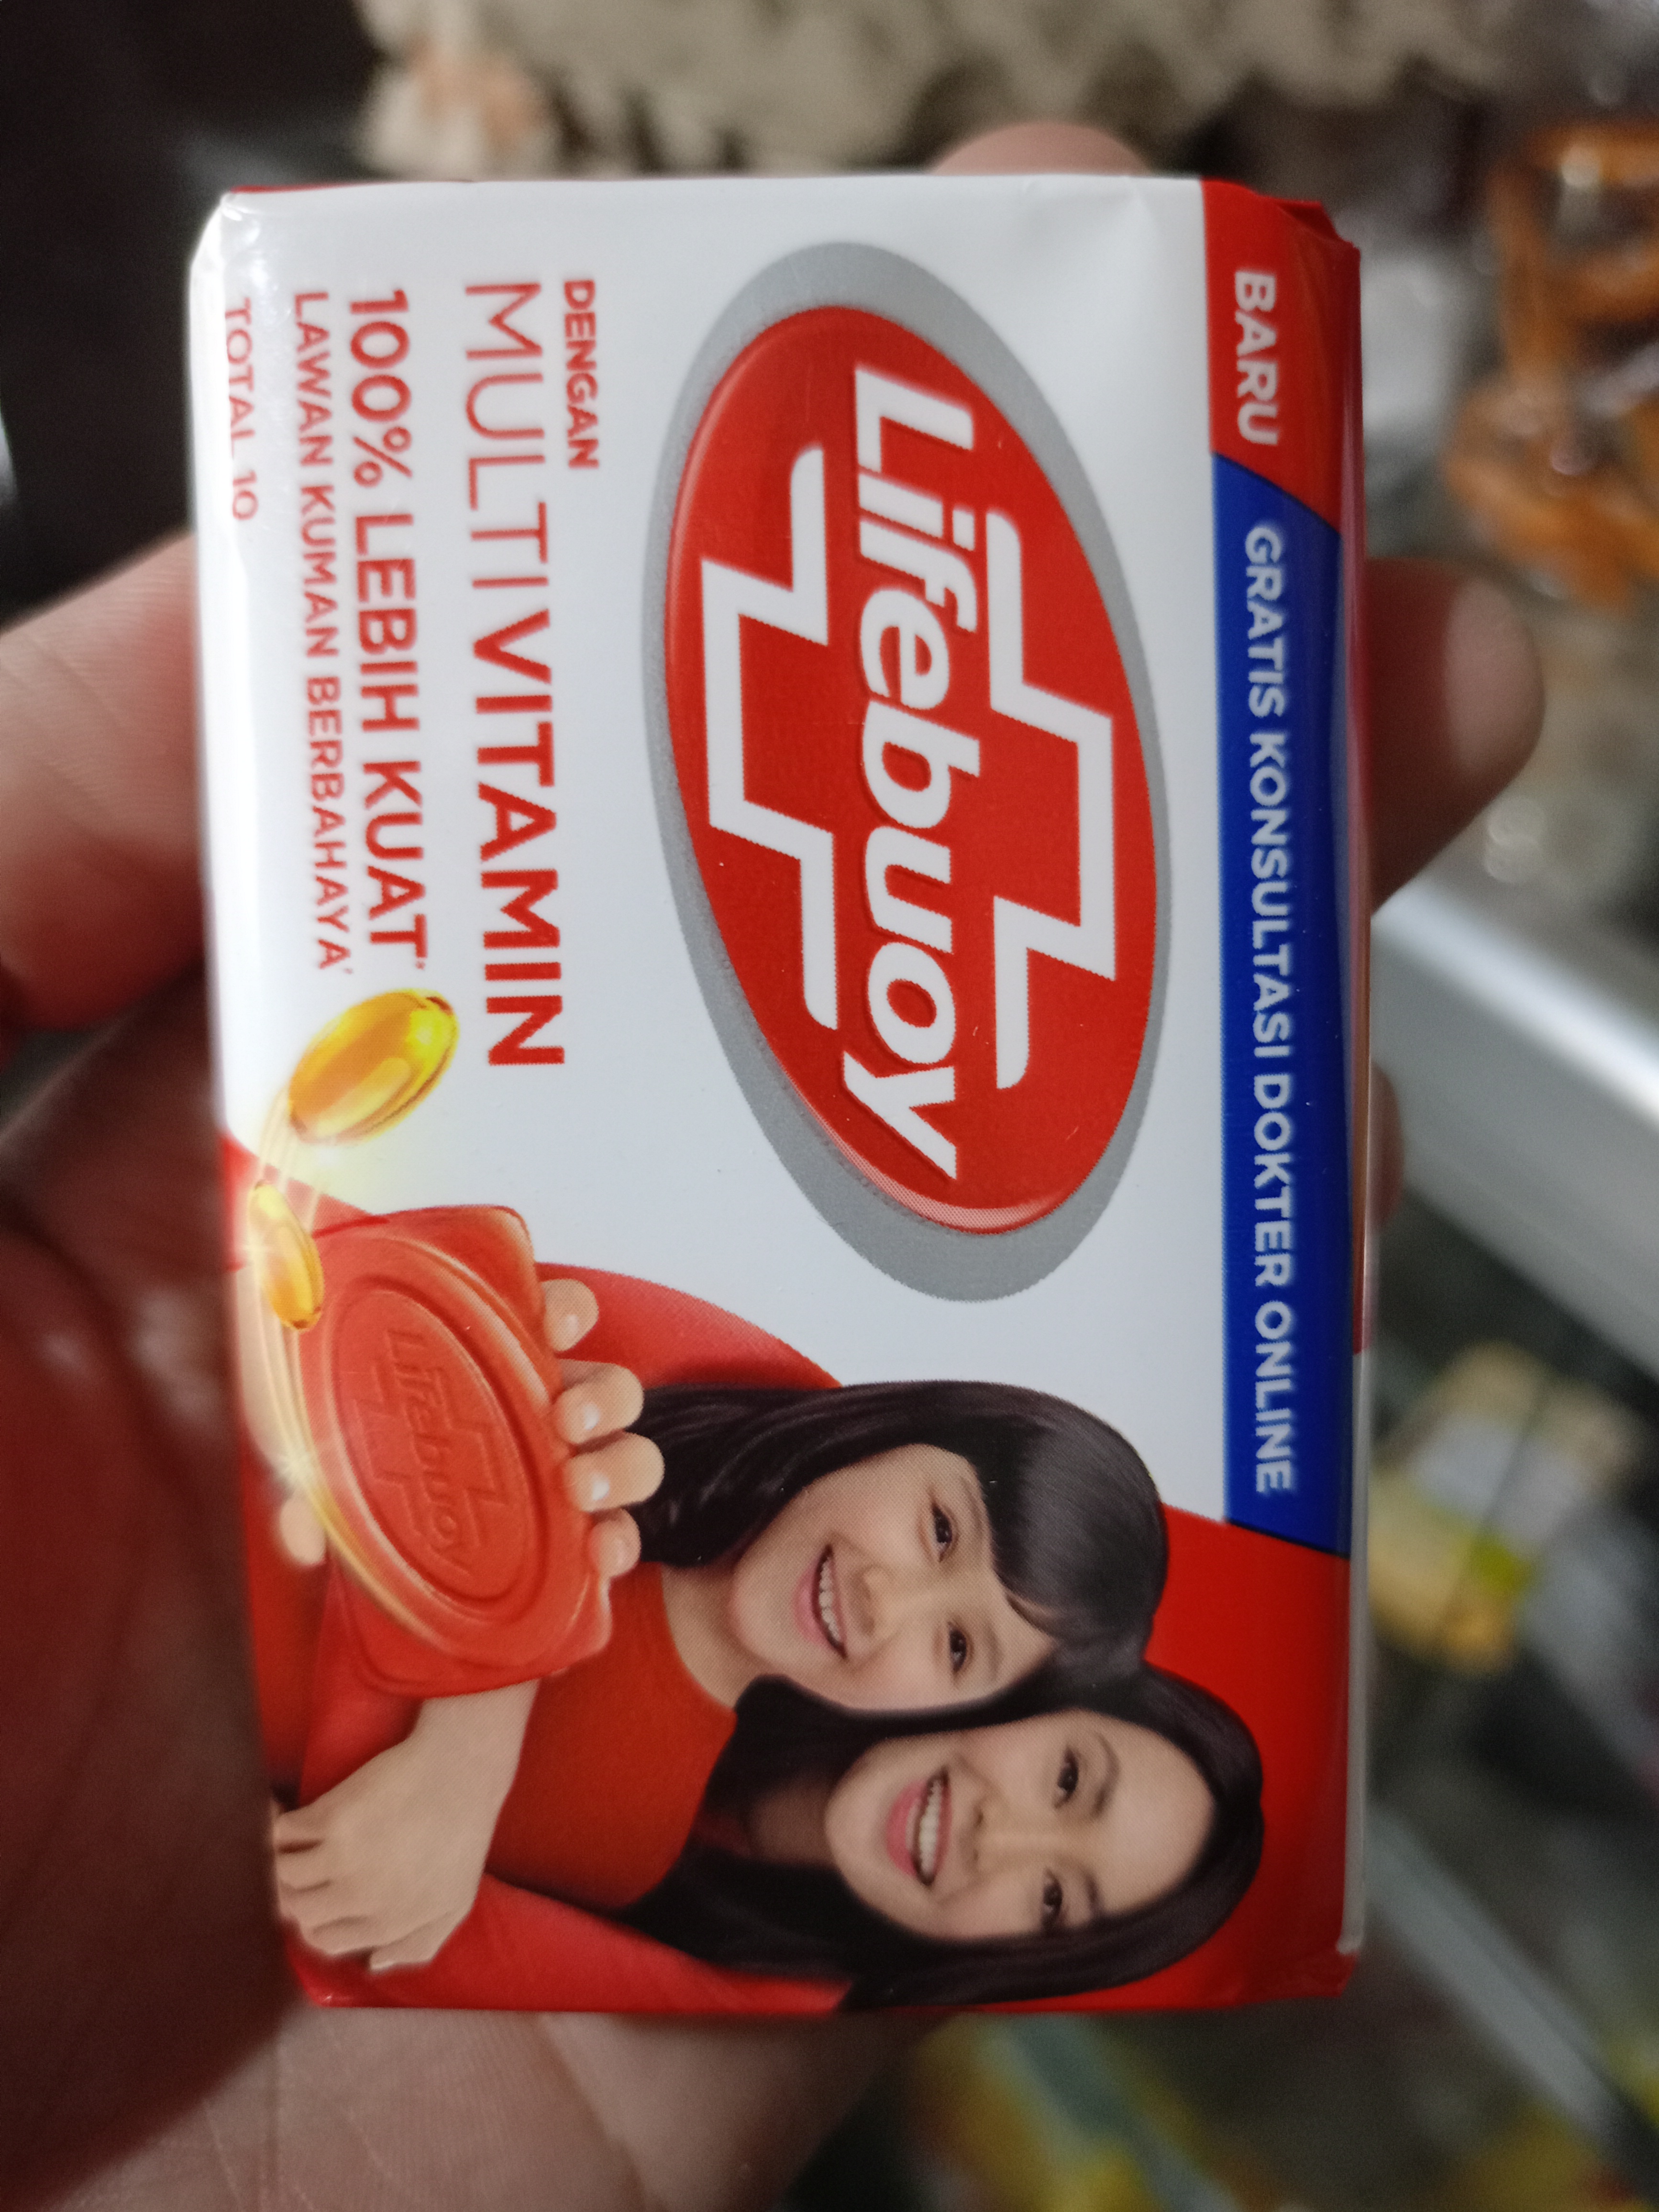 BARU
GRATIS KONSULTASI DOKTER ONLINE
Lifebuoy
DENGAN
MULTIVITAMIN
100% LEBIH KUAT*
LAWAN KUMAN BERBAHAYA*
TOTAL 10
Lifebuoy